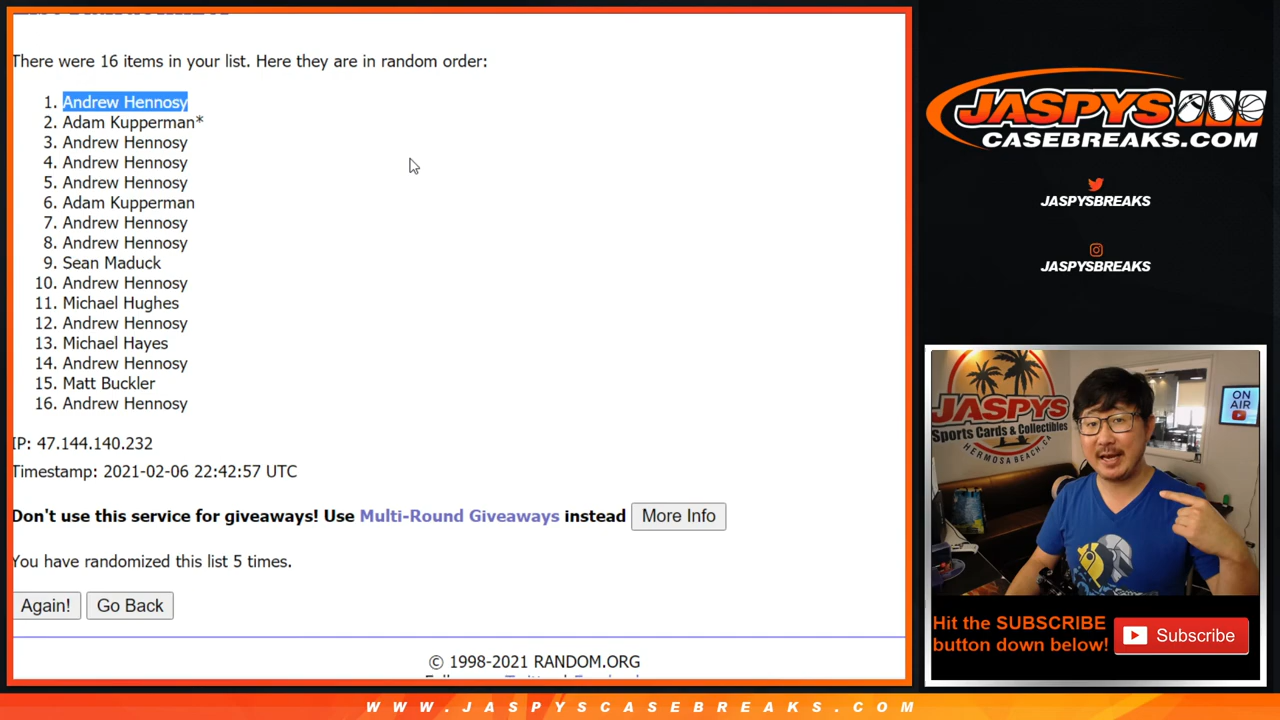 There were 16 items in your list. Here they are in random order:
1. Andrew Hennosy
2. Adam Kupperman*
3. Andrew Hennosy
4. Andrew Hennosy
5. Andrew Hennosy
6. Adam Kupperman
7. Andrew Hennosy
8. Andrew Hennosy
9. Sean Maduck
10. Andrew Hennosy
11. Michael Hughes
12. Andrew Hennosy
13. Michael Hayes
14. Andrew Hennosy
15. Matt Buckler
16. Andrew Hennosy
IP: 47.144.140.232
Timestamp: 2021-02-06 22:42:57 UTC
Don't use this service for giveaways! Use Multi-Round Giveaways instead More Info
You have randomized this list 5 times.
Again! Go Back
© 1998-2021 RANDOM.ORG
JASPYS
CASEBREAKS.COM
JASPYSBREAKS
JASPYSBREAKS
JASPYS
Sports Cards & Collectibles
HERMOSA BEACH, CA
ON
AIR
Hit the SUBSCRIBE
button down below!
Subscribe
WWW.JASPYSCASEBREAKS.COM